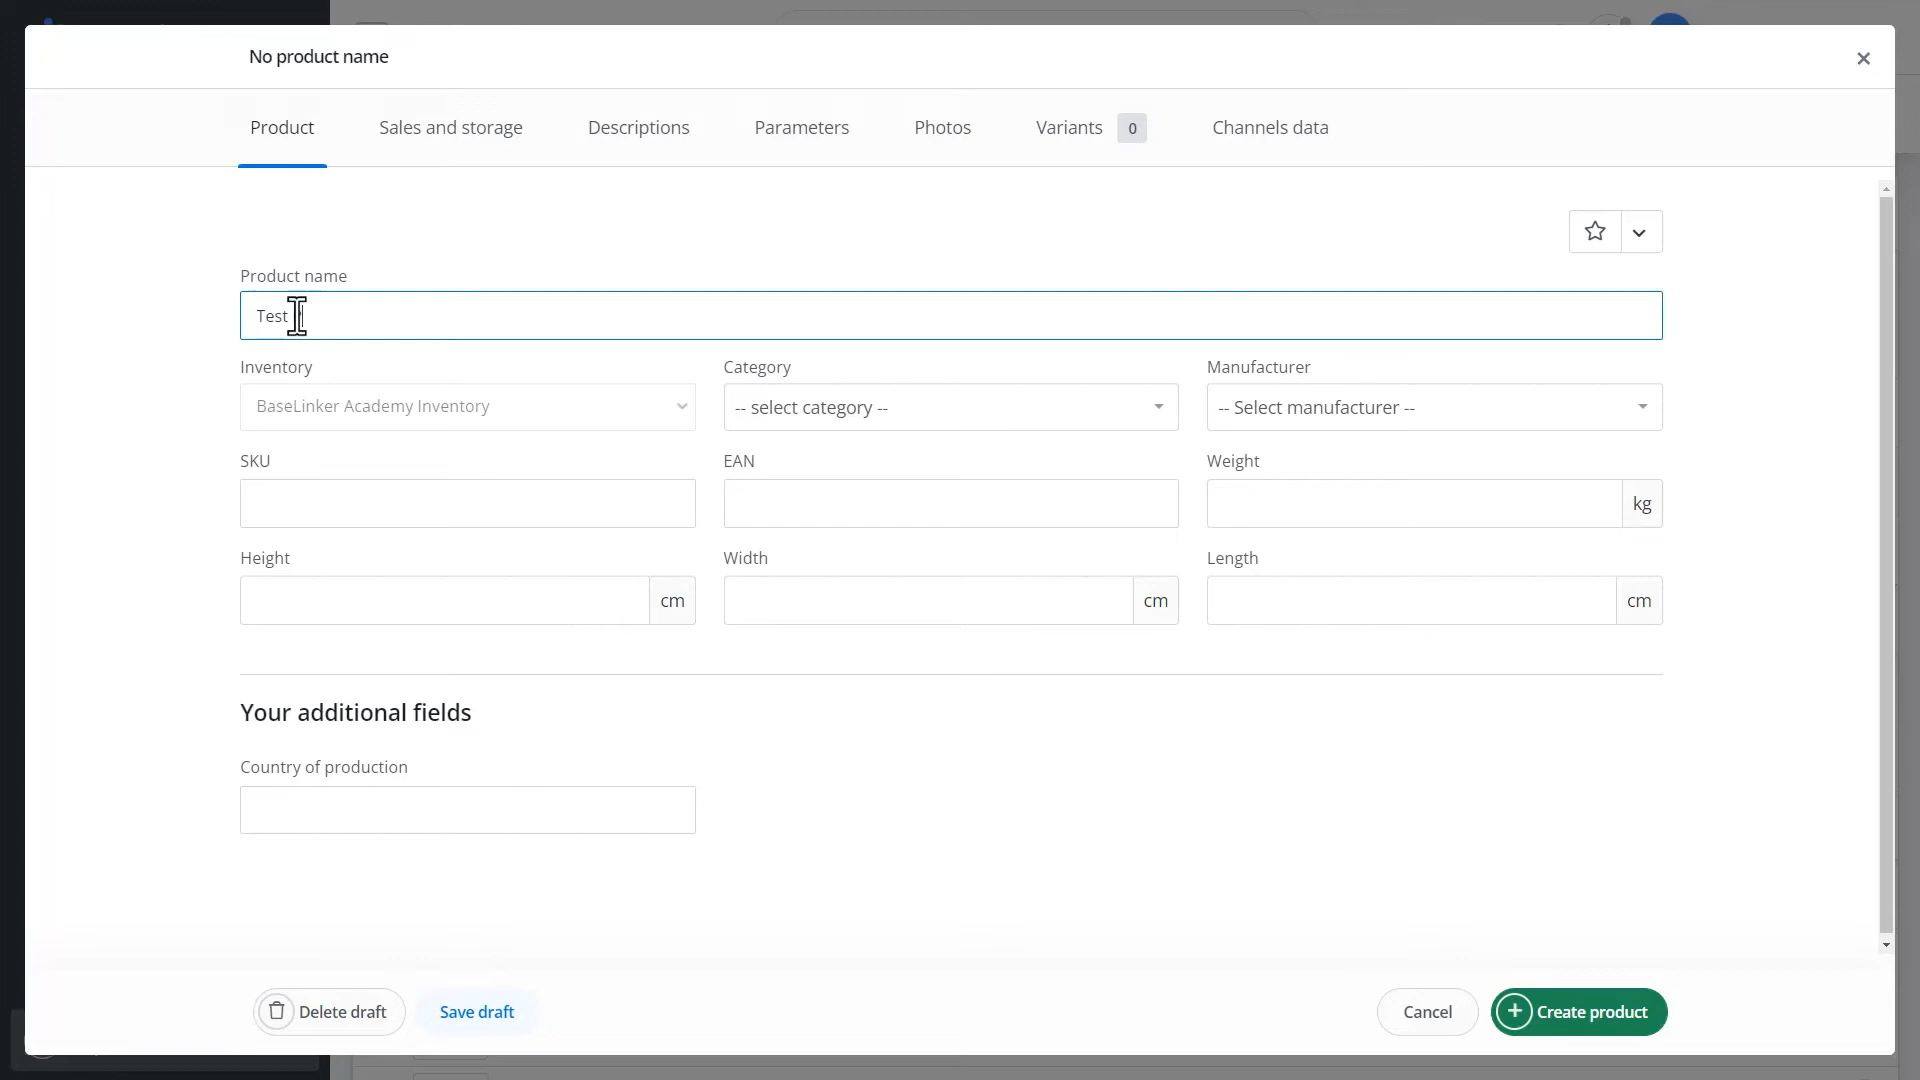 No product name
×
Product
Sales and storage
Descriptions
Parameters
Photos
Variants 0
Channels data
Product name
Test
Inventory
Category
Manufacturer
BaseLinker Academy Inventory
-- select category --
-- Select manufacturer --
SKU
EAN
Weight
kg
Height
Width
Length
cm
cm
cm
Your additional fields
Country of production
Delete draft
Save draft
Cancel
Create product